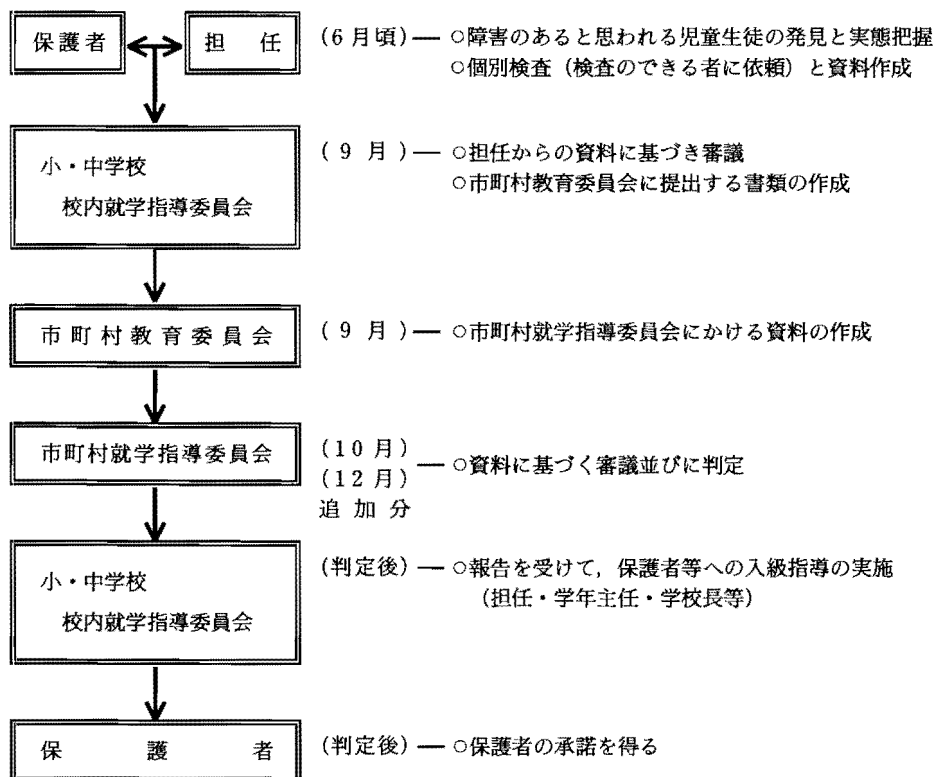 保護者 担任 (6月頃)― ○障害のあると思われる児童生徒の発見と実態把握
○個別検査（検査のできる者に依頼）と資料作成
小・中学校
校内就学指導委員会
(9月)― ○担任からの資料に基づき審議
○市町村教育委員会に提出する書類の作成
市町村教育委員会 (9月)― ○市町村就学指導委員会にかける資料の作成
市町村就学指導委員会
(10月)
(12月)
追加分
― ○資料に基づく審議並びに判定
小・中学校
校内就学指導委員会
(判定後)― ○報告を受けて，保護者等への入級指導の実施
（担任・学年主任・学校長等）
保護者 (判定後)― ○保護者の承諾を得る